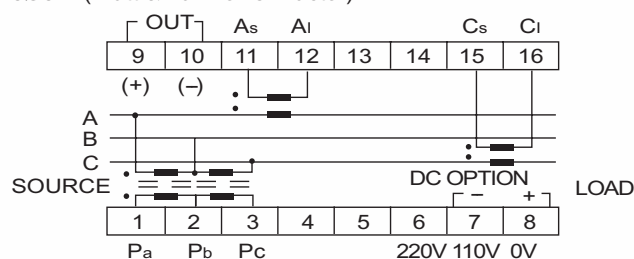 OUT As Al Cs Cl
9 10 11 12 13 14 15 16
(+) (−)
A
B
C
SOURCE DC OPTION LOAD
− +
1 2 3 4 5 6 7 8
Pa Pb Pc 220V 110V 0V